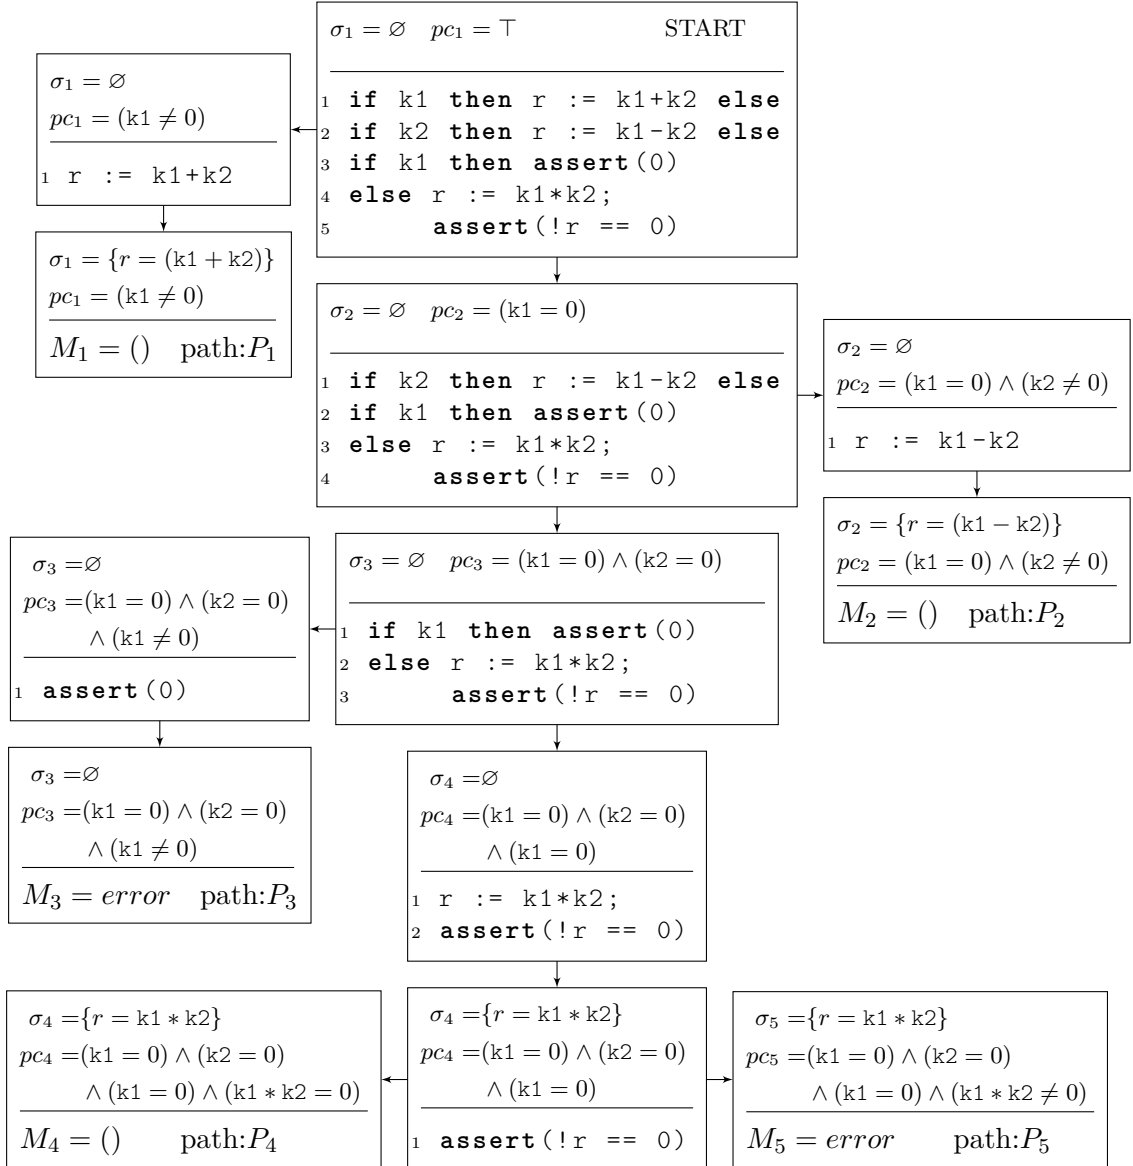 σ₁ = ∅ pc₁ = ⊤ START
1 if k1 then r := k1+k2 else
2 if k2 then r := k1-k2 else
3 if k1 then assert(0)
4 else r := k1*k2;
5 assert(!r == 0)
σ₁ = ∅
pc₁ = (k1 ≠ 0)
1 r := k1+k2
σ₁ = {r = (k1 + k2)}
pc₁ = (k1 ≠ 0)
M₁ = () path:P₁
σ₂ = ∅ pc₂ = (k1 = 0)
1 if k2 then r := k1-k2 else
2 if k1 then assert(0)
3 else r := k1*k2;
4 assert(!r == 0)
σ₂ = ∅
pc₂ = (k1 = 0) ∧ (k2 ≠ 0)
1 r := k1-k2
σ₂ = {r = (k1 − k2)}
pc₂ = (k1 = 0) ∧ (k2 ≠ 0)
M₂ = () path:P₂
σ₃ = ∅ pc₃ = (k1 = 0) ∧ (k2 = 0)
1 if k1 then assert(0)
2 else r := k1*k2;
3 assert(!r == 0)
σ₃ =∅
pc₃ =(k1 = 0) ∧ (k2 = 0)
∧ (k1 ≠ 0)
1 assert(0)
σ₃ =∅
pc₃ =(k1 = 0) ∧ (k2 = 0)
∧ (k1 ≠ 0)
M₃ = error path:P₃
σ₄ =∅
pc₄ =(k1 = 0) ∧ (k2 = 0)
∧ (k1 = 0)
1 r := k1*k2;
2 assert(!r == 0)
σ₄ ={r = k1 * k2}
pc₄ =(k1 = 0) ∧ (k2 = 0)
∧ (k1 = 0) ∧ (k1 * k2 = 0)
M₄ = () path:P₄
σ₄ ={r = k1 * k2}
pc₄ =(k1 = 0) ∧ (k2 = 0)
∧ (k1 = 0)
1 assert(!r == 0)
σ₅ ={r = k1 * k2}
pc₅ =(k1 = 0) ∧ (k2 = 0)
∧ (k1 = 0) ∧ (k1 * k2 ≠ 0)
M₅ = error path:P₅